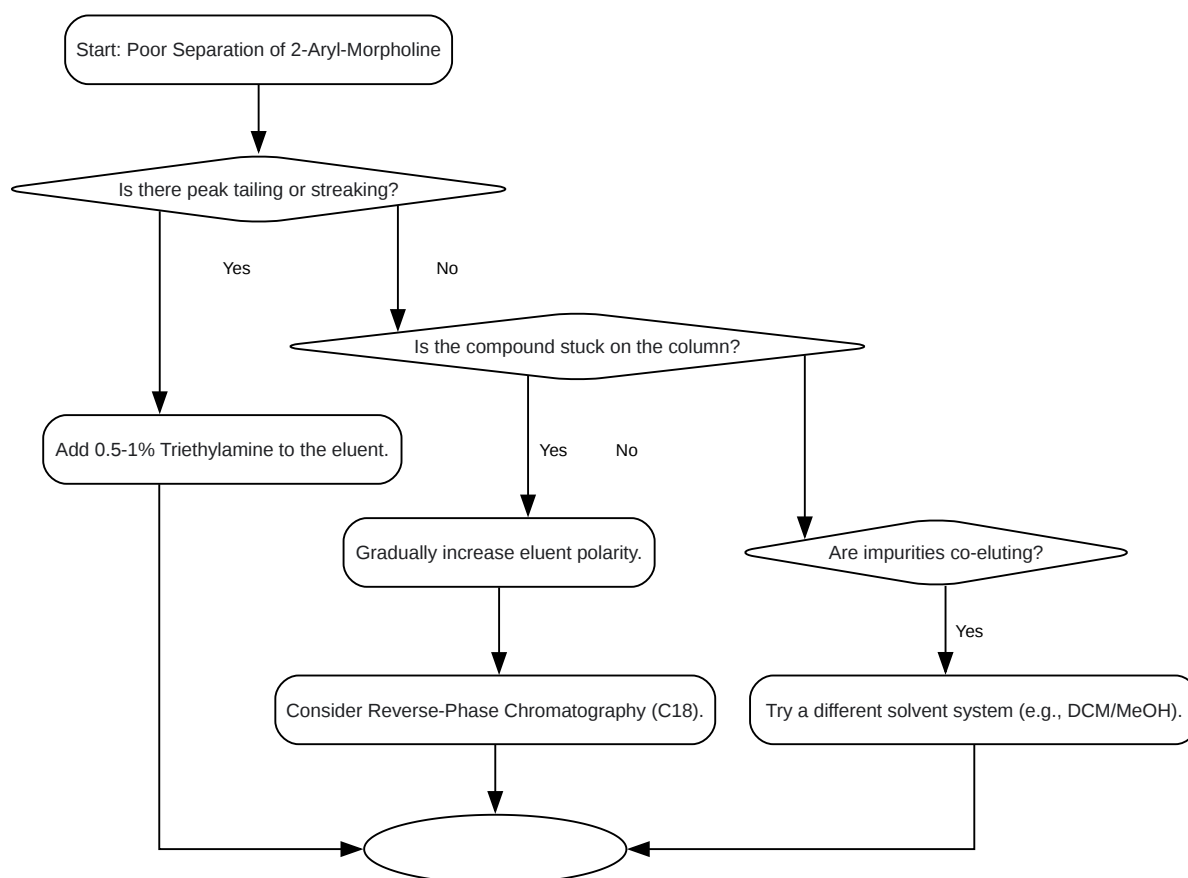 Start: Poor Separation of 2-Aryl-Morpholine
Is there peak tailing or streaking?
Yes
No
Is the compound stuck on the column?
Add 0.5-1% Triethylamine to the eluent.
Yes
No
Gradually increase eluent polarity.
Are impurities co-eluting?
Yes
Consider Reverse-Phase Chromatography (C18).
Try a different solvent system (e.g., DCM/MeOH).